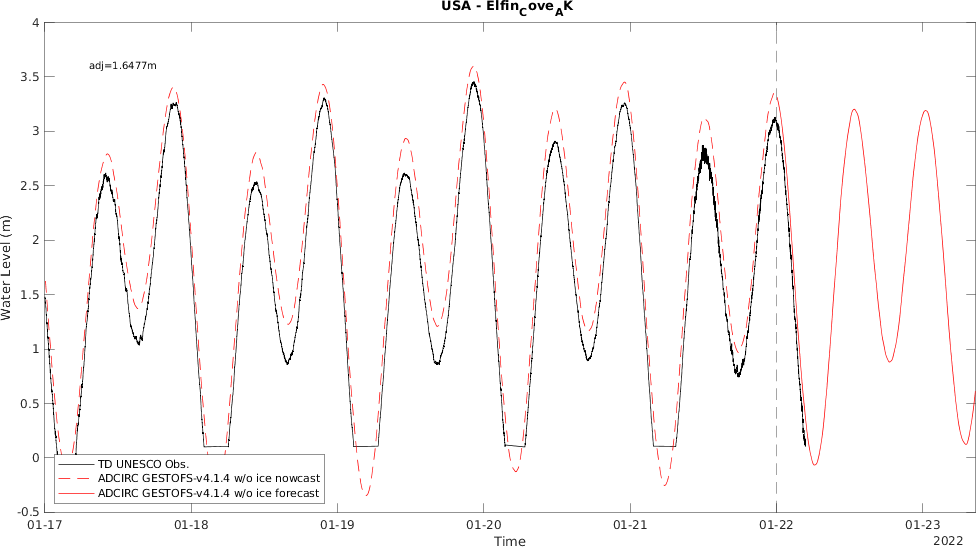 USA - ElfinCoveAK
4
3.5
3
2.5
2
1.5
1
0.5
0
-0.5
Water Level (m)
adj=1.6477m
TD UNESCO Obs.
ADCIRC GESTOFS-v4.1.4 w/o ice nowcast
ADCIRC GESTOFS-v4.1.4 w/o ice forecast
01-17 01-18 01-19 01-20 01-21 01-22 01-23
Time
2022